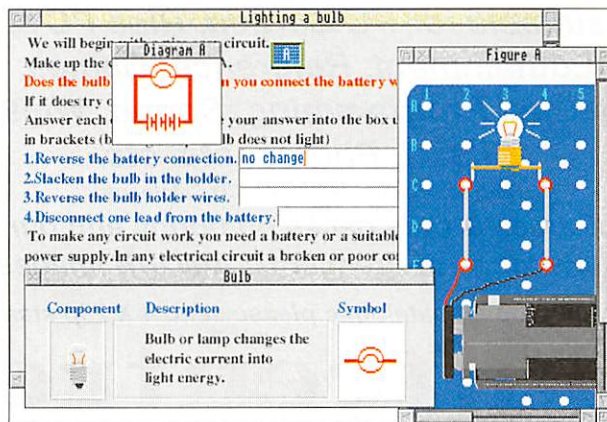 Lighting a bulb
We will begin with a circuit.
Make up the A.
A
Does the bulb n you connect the battery w
If it does try o
Answer each your answer into the box u
in brackets (b lb does not light)
1.Reverse the battery connection. no change
2.Slacken the bulb in the holder.
3.Reverse the bulb holder wires.
4.Disconnect one lead from the battery.
To make any circuit work you need a battery or a suitable
power supply.In any electrical circuit a broken or poor co
Diagram A
Figure A
1 2 3 4 5
A
B
C
D
E
Bulb
Component Description Symbol
Bulb or lamp changes the
electric current into
light energy.